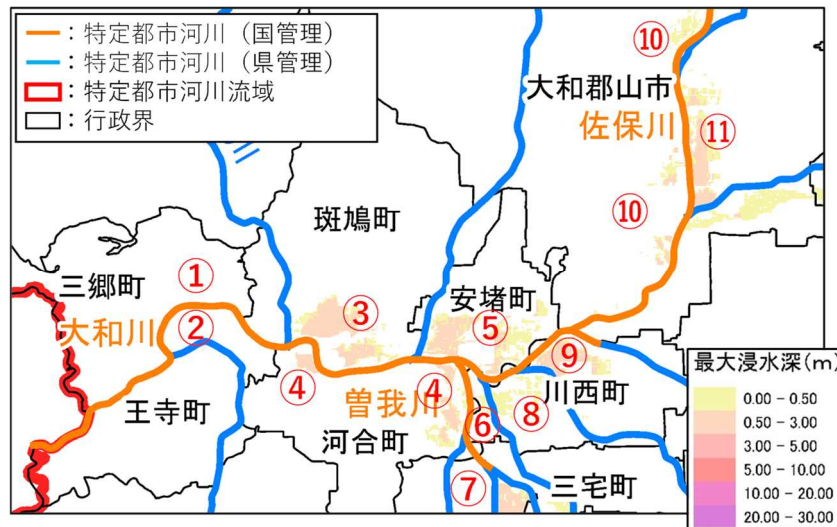 ：特定都市河川（国管理）
：特定都市河川（県管理）
：特定都市河川流域
：行政界
⑩
大和郡山市
佐保川
⑪
⑩
斑鳩町
①
三郷町
大和川
②
③
安堵町
⑤
④
曽我川
④
⑨
川西町
王寺町
河合町
⑥
⑧
⑦
三宅町
最大浸水深(m)
0.00 − 0.50
0.50 − 3.00
3.00 − 5.00
5.00 − 10.00
10.00 − 20.00
20.00 − 30.00